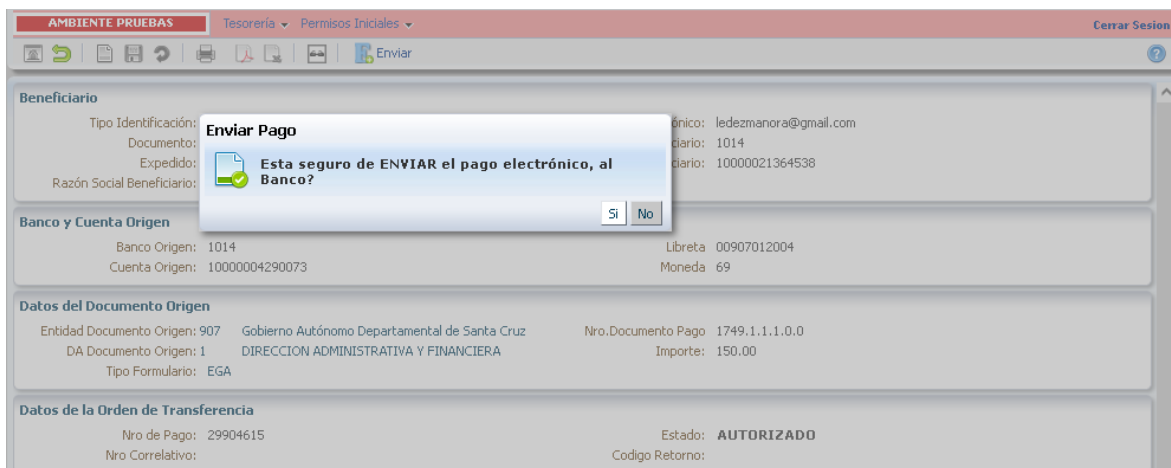 AMBIENTE PRUEBAS Tesorería Permisos Iniciales Cerrar Sesion
Enviar
Beneficiario
Tipo Identificación: ónico: ledezmanora@gmail.com
Enviar Pago
Documento: ciario: 1014
Esta seguro de ENVIAR el pago electrónico, al
Banco?
Expedido: ciario: 10000021364538
Razón Social Beneficiario:
Si No
Banco y Cuenta Origen
Banco Origen: 1014 Libreta 00907012004
Cuenta Origen: 10000004290073 Moneda 69
Datos del Documento Origen
Entidad Documento Origen: 907 Gobierno Autónomo Departamental de Santa Cruz Nro.Documento Pago 1749.1.1.1.0.0
DA Documento Origen: 1 DIRECCION ADMINISTRATIVA Y FINANCIERA Importe: 150.00
Tipo Formulario: EGA
Datos de la Orden de Transferencia
Nro de Pago: 29904615 Estado: AUTORIZADO
Nro Correlativo: Codigo Retorno: